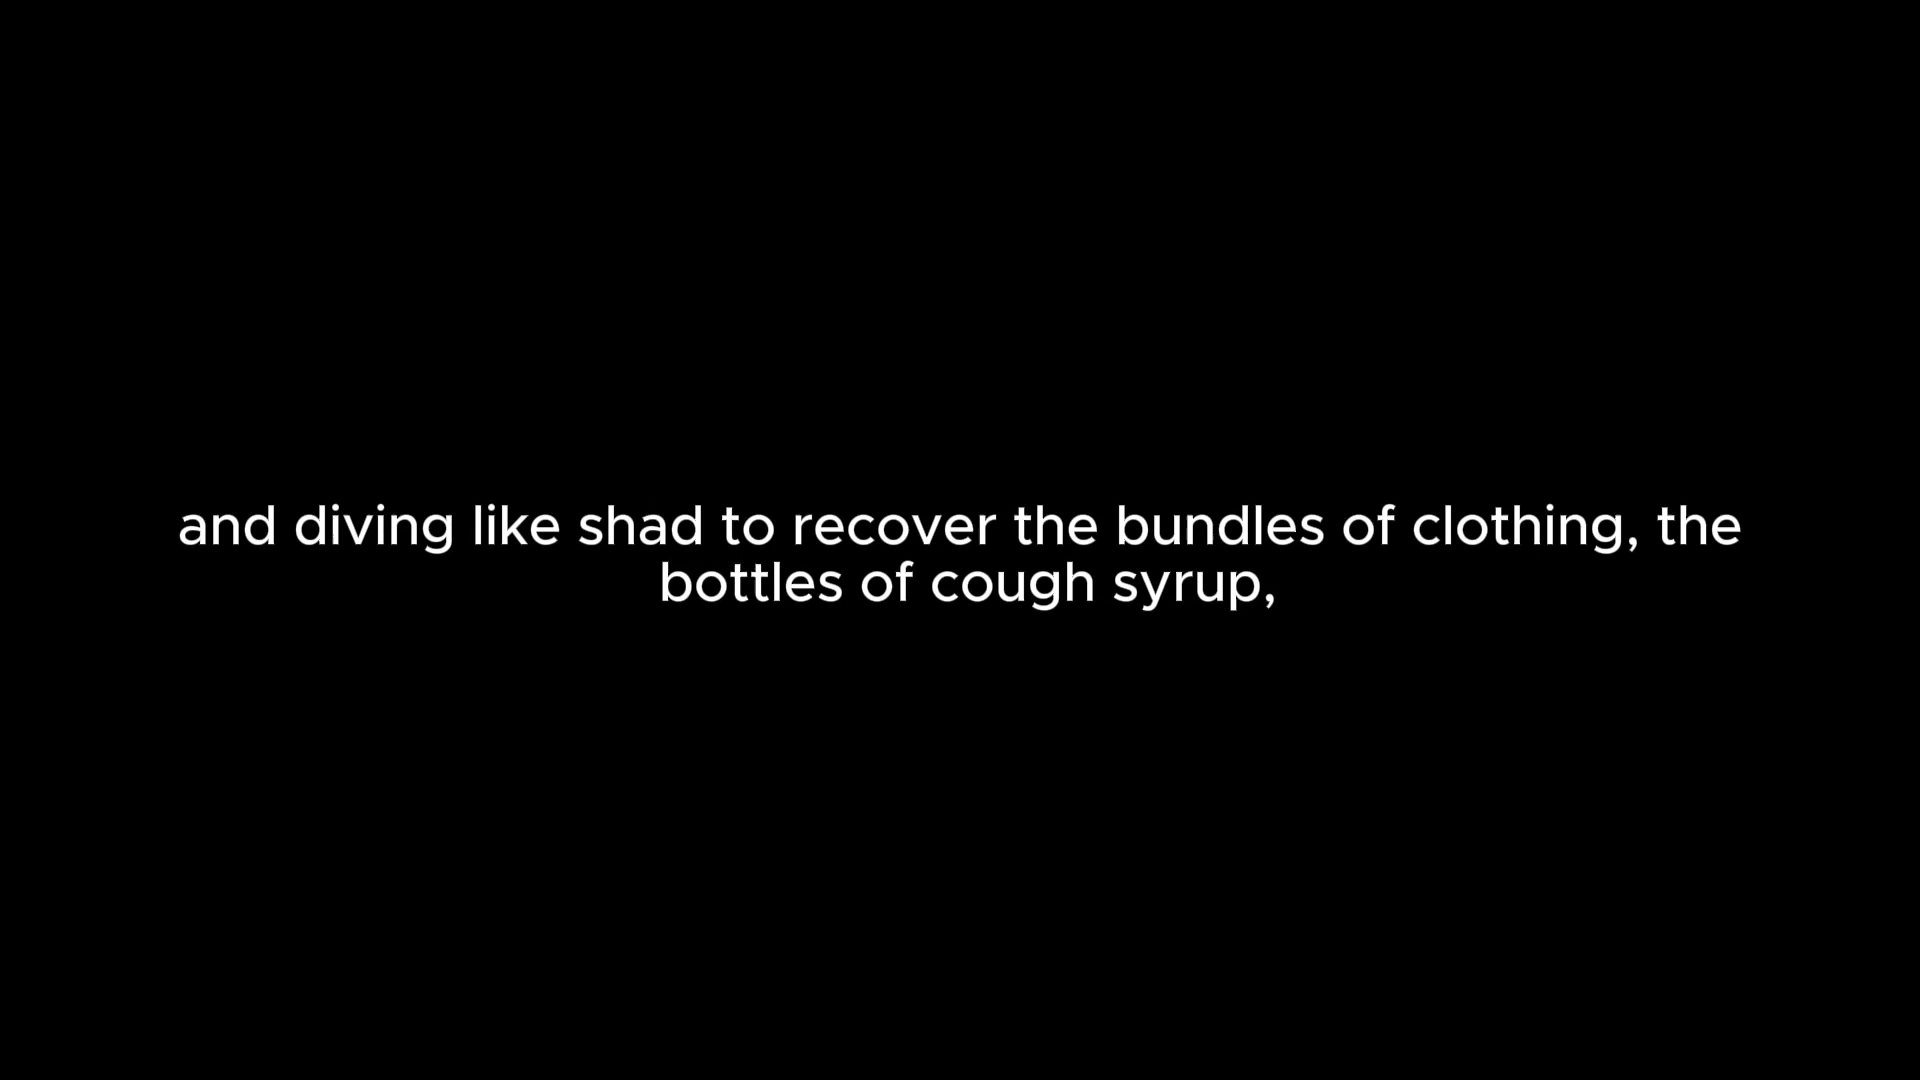 and diving like shad to recover the bundles of clothing, the
bottles of cough syrup,